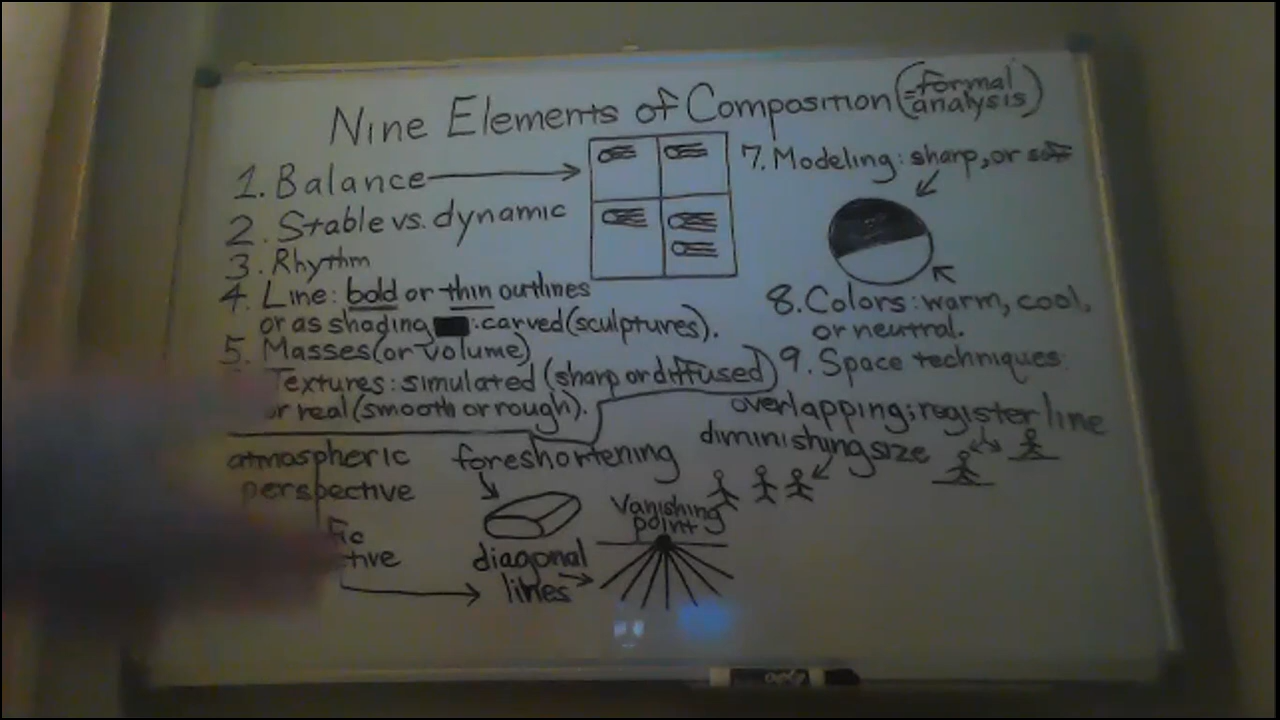 Nine Elements of Composition (=formal analysis)
1. Balance
2. Stable vs. dynamic
3. Rhythm
4. Line: bold or thin outlines
or as shading : carved (sculptures).
5. Masses (or volume)
Textures: simulated (sharp or diffused)
or real (smooth or rough).
7. Modeling: sharp, or soft
8. Colors: warm, cool,
or neutral.
9. Space techniques:
overlapping; register line
diminishing size
atmospheric
perspective
foreshortening
Vanishing
point
diagonal
lines